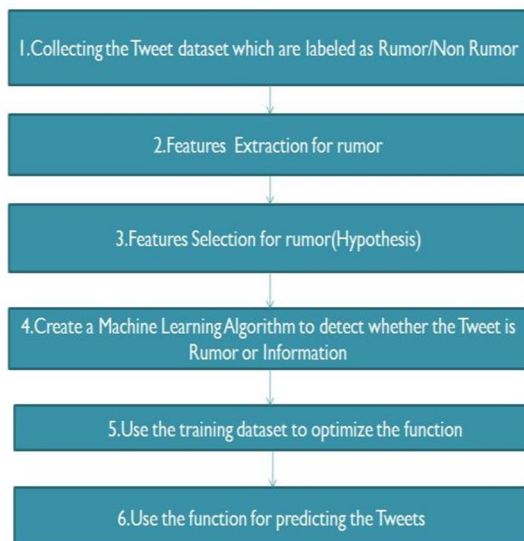 1.Collecting the Tweet dataset which are labeled as Rumor/Non Rumor
2.Features Extraction for rumor
3.Features Selection for rumor(Hypothesis)
4.Create a Machine Learning Algorithm to detect whether the Tweet is
Rumor or Information
5.Use the training dataset to optimize the function
6.Use the function for predicting the Tweets